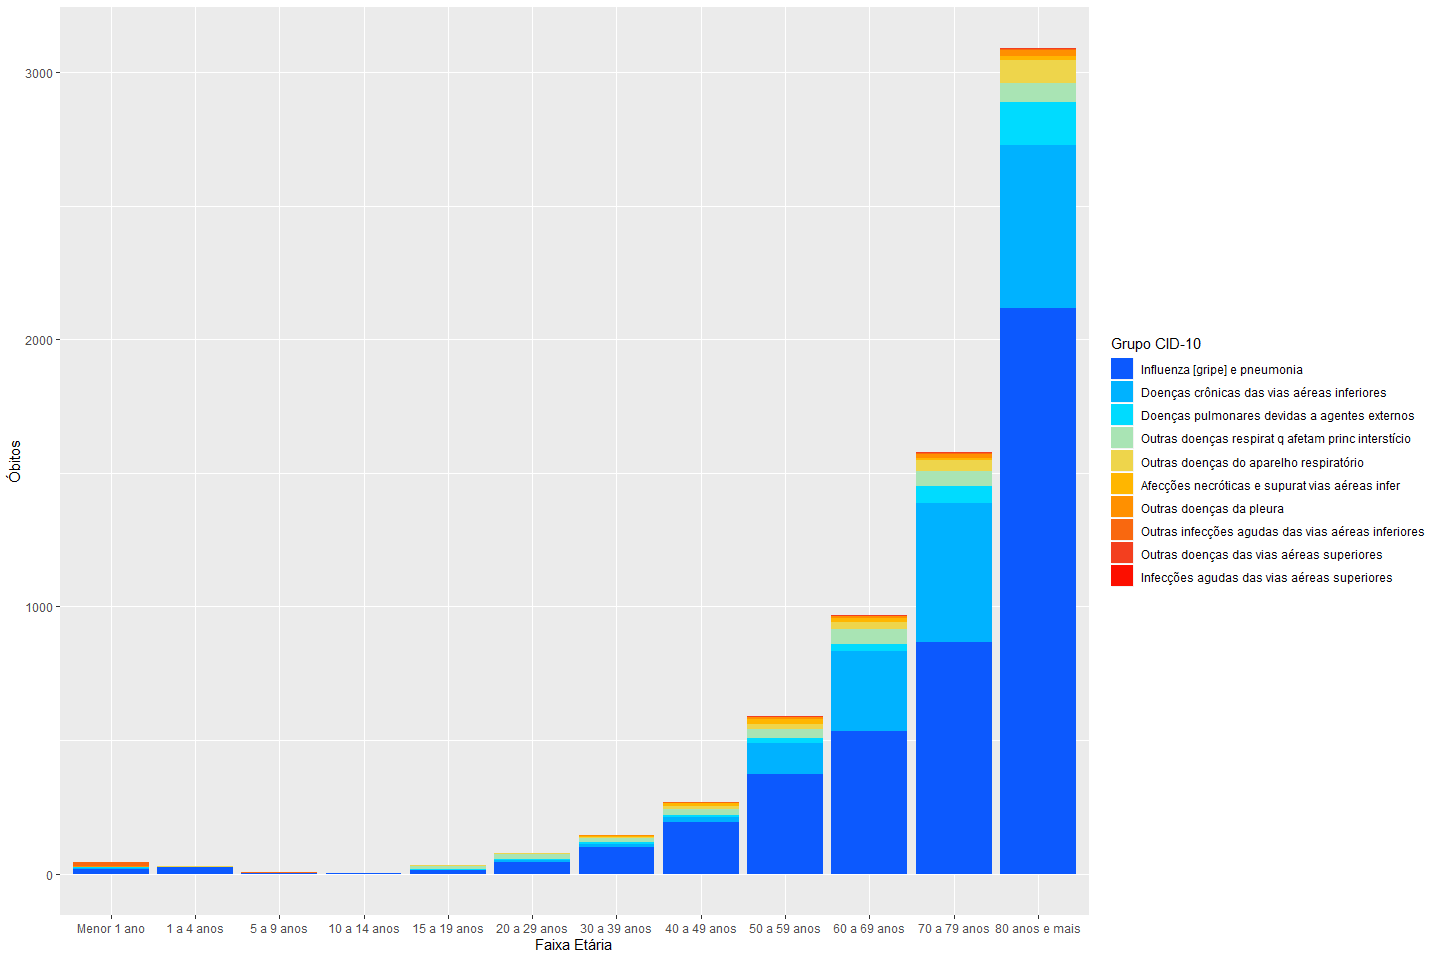 3000
2000
1000
0
Óbitos
Menor 1 ano
1 a 4 anos
5 a 9 anos
10 a 14 anos
15 a 19 anos
20 a 29 anos
30 a 39 anos
40 a 49 anos
50 a 59 anos
60 a 69 anos
70 a 79 anos
80 anos e mais
Faixa Etária
Grupo CID-10
Influenza [gripe] e pneumonia
Doenças crônicas das vias aéreas inferiores
Doenças pulmonares devidas a agentes externos
Outras doenças respirat q afetam princ interstício
Outras doenças do aparelho respiratório
Afecções necróticas e supurat vias aéreas infer
Outras doenças da pleura
Outras infecções agudas das vias aéreas inferiores
Outras doenças das vias aéreas superiores
Infecções agudas das vias aéreas superiores